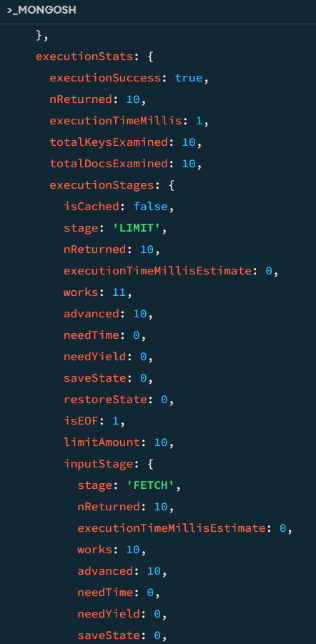 >_MONGOSH
},
executionStats: {
executionSuccess: true,
nReturned: 10,
executionTimeMillis: 1,
totalKeysExamined: 10,
totalDocsExamined: 10,
executionStages: {
isCached: false,
stage: 'LIMIT',
nReturned: 10,
executionTimeMillisEstimate: 0,
works: 11,
advanced: 10,
needTime: 0,
needYield: 0,
saveState: 0,
restoreState: 0,
isEOF: 1,
limitAmount: 10,
inputStage: {
stage: 'FETCH',
nReturned: 10,
executionTimeMillisEstimate: 0,
works: 10,
advanced: 10,
needTime: 0,
needYield: 0,
saveState: 0,